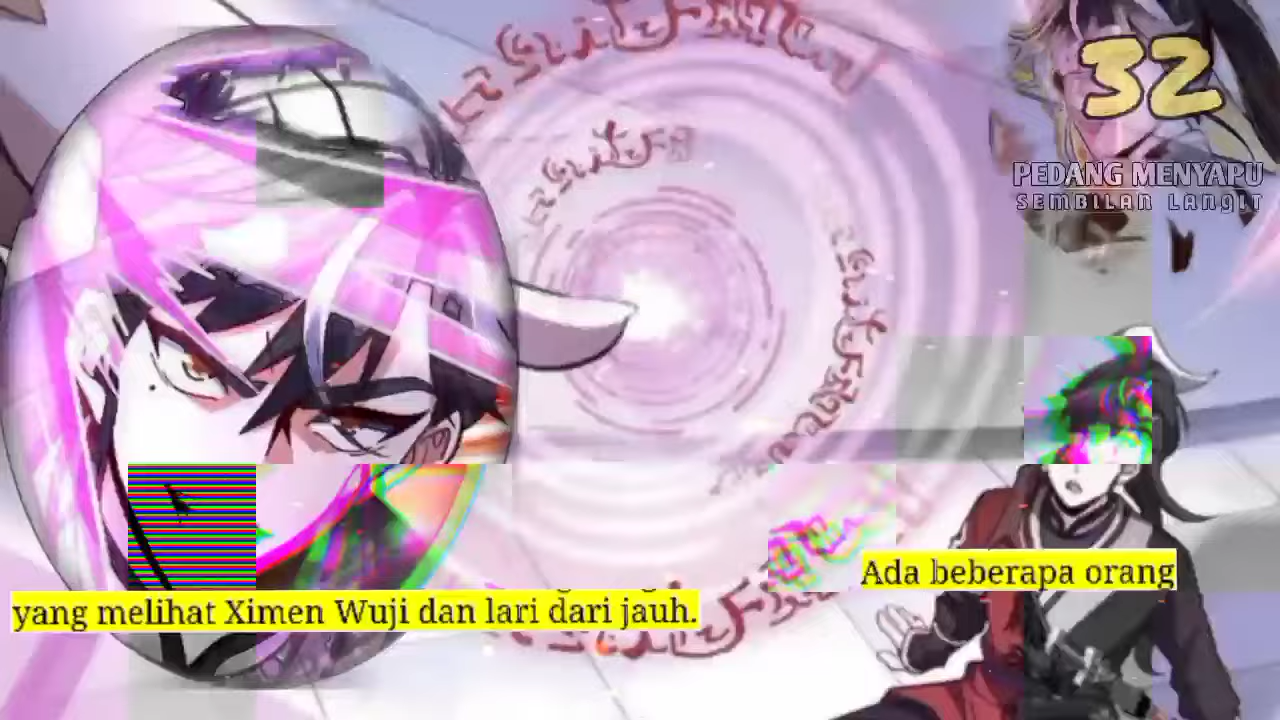 32
PEDANG MENYAPU
SEMBILAN LANGIT
Ada beberapa orang
yang melihat Ximen Wuji dan lari dari jauh.